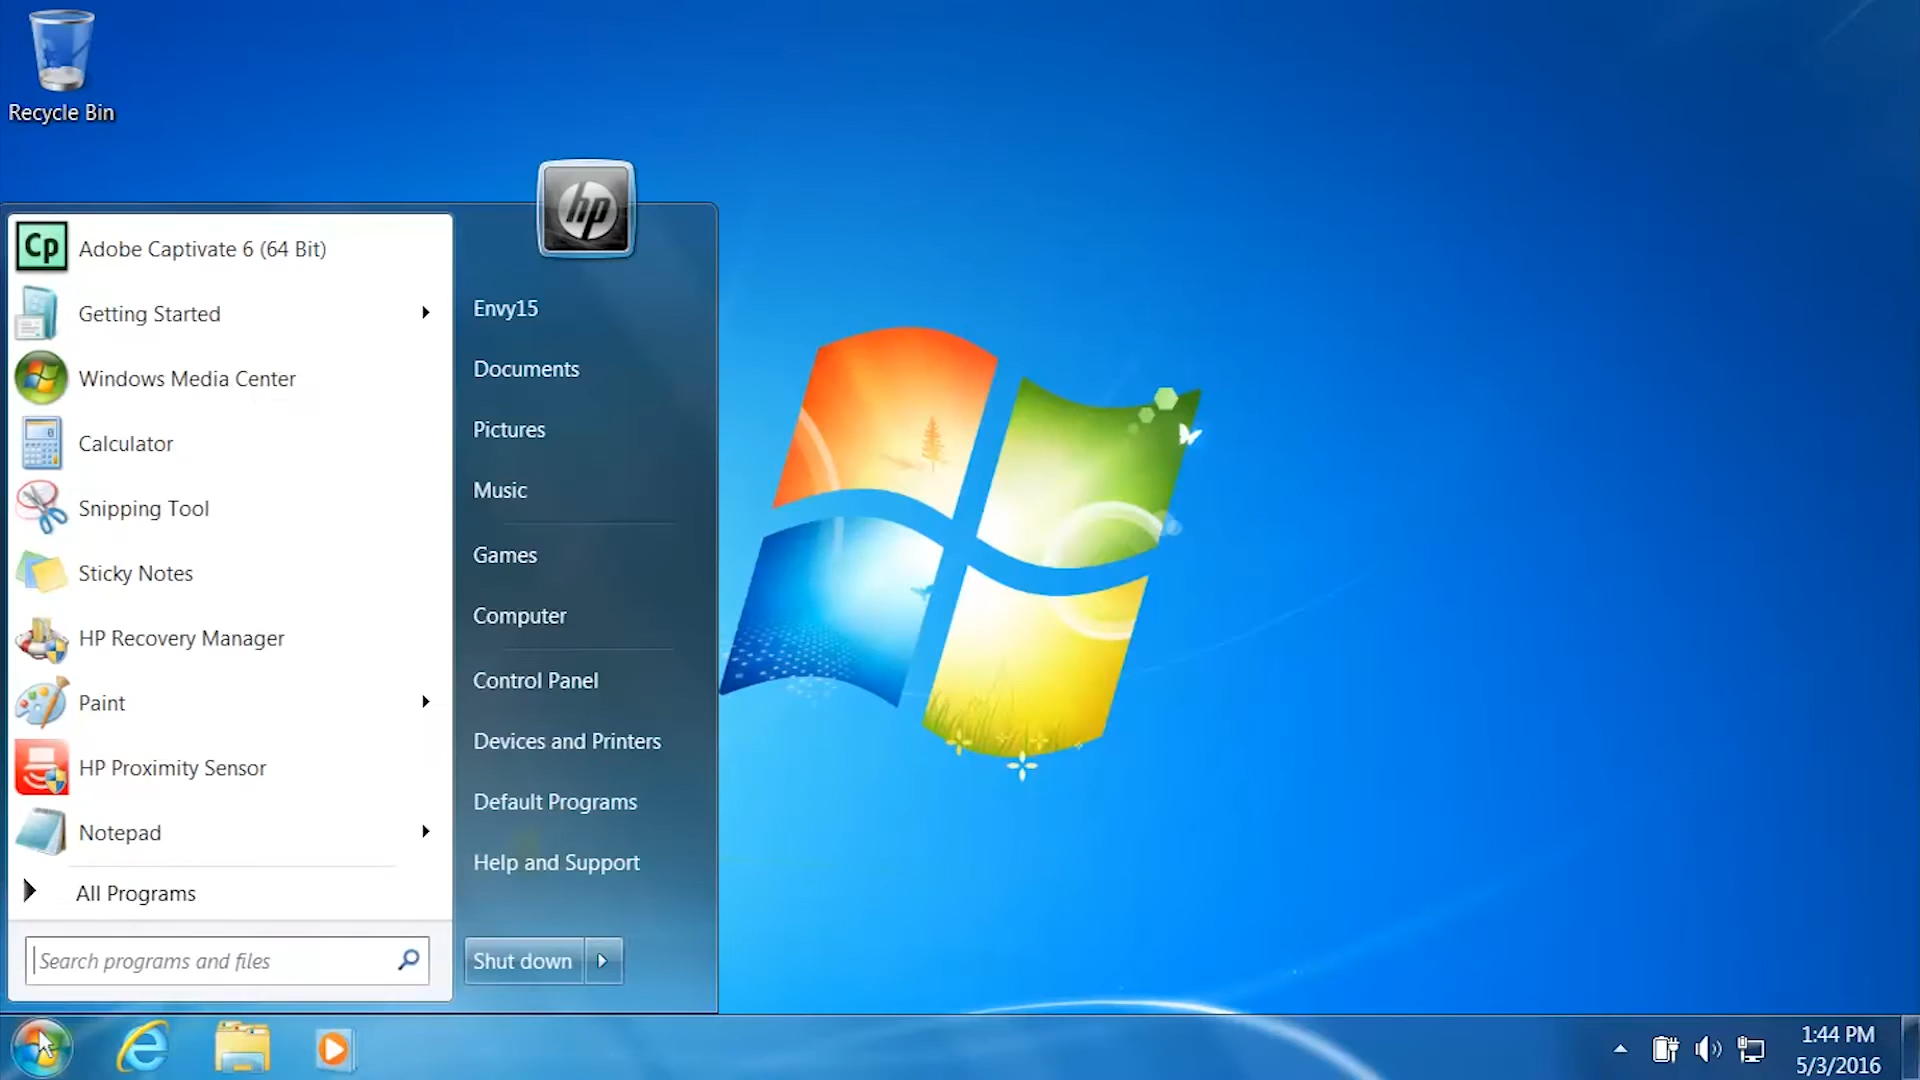 Recycle Bin
hp
Cp Adobe Captivate 6 (64 Bit)
Getting Started
Windows Media Center
Calculator
Snipping Tool
Sticky Notes
HP Recovery Manager
Paint
HP Proximity Sensor
Notepad
All Programs
Search programs and files
Envy15
Documents
Pictures
Music
Games
Computer
Control Panel
Devices and Printers
Default Programs
Help and Support
Shut down
1:44 PM
5/3/2016